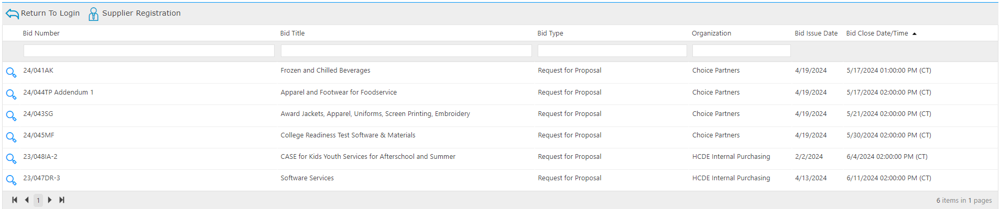 Return To Login Supplier Registration
Bid Number Bid Title Bid Type Organization Bid Issue Date Bid Close Date/Time
24/041AK Frozen and Chilled Beverages Request for Proposal Choice Partners 4/19/2024 5/17/2024 01:00:00 PM (CT)
24/044TP Addendum 1 Apparel and Footwear for Foodservice Request for Proposal Choice Partners 4/19/2024 5/17/2024 02:00:00 PM (CT)
24/043SG Award Jackets, Apparel, Uniforms, Screen Printing, Embroidery Request for Proposal Choice Partners 4/19/2024 5/21/2024 02:00:00 PM (CT)
24/045MF College Readiness Test Software & Materials Request for Proposal Choice Partners 4/19/2024 5/30/2024 02:00:00 PM (CT)
23/048IA-2 CASE for Kids Youth Services for Afterschool and Summer Request for Proposal HCDE Internal Purchasing 2/2/2024 6/4/2024 02:00:00 PM (CT)
23/047DR-3 Software Services Request for Proposal HCDE Internal Purchasing 4/13/2024 6/11/2024 02:00:00 PM (CT)
1 6 items in 1 pages